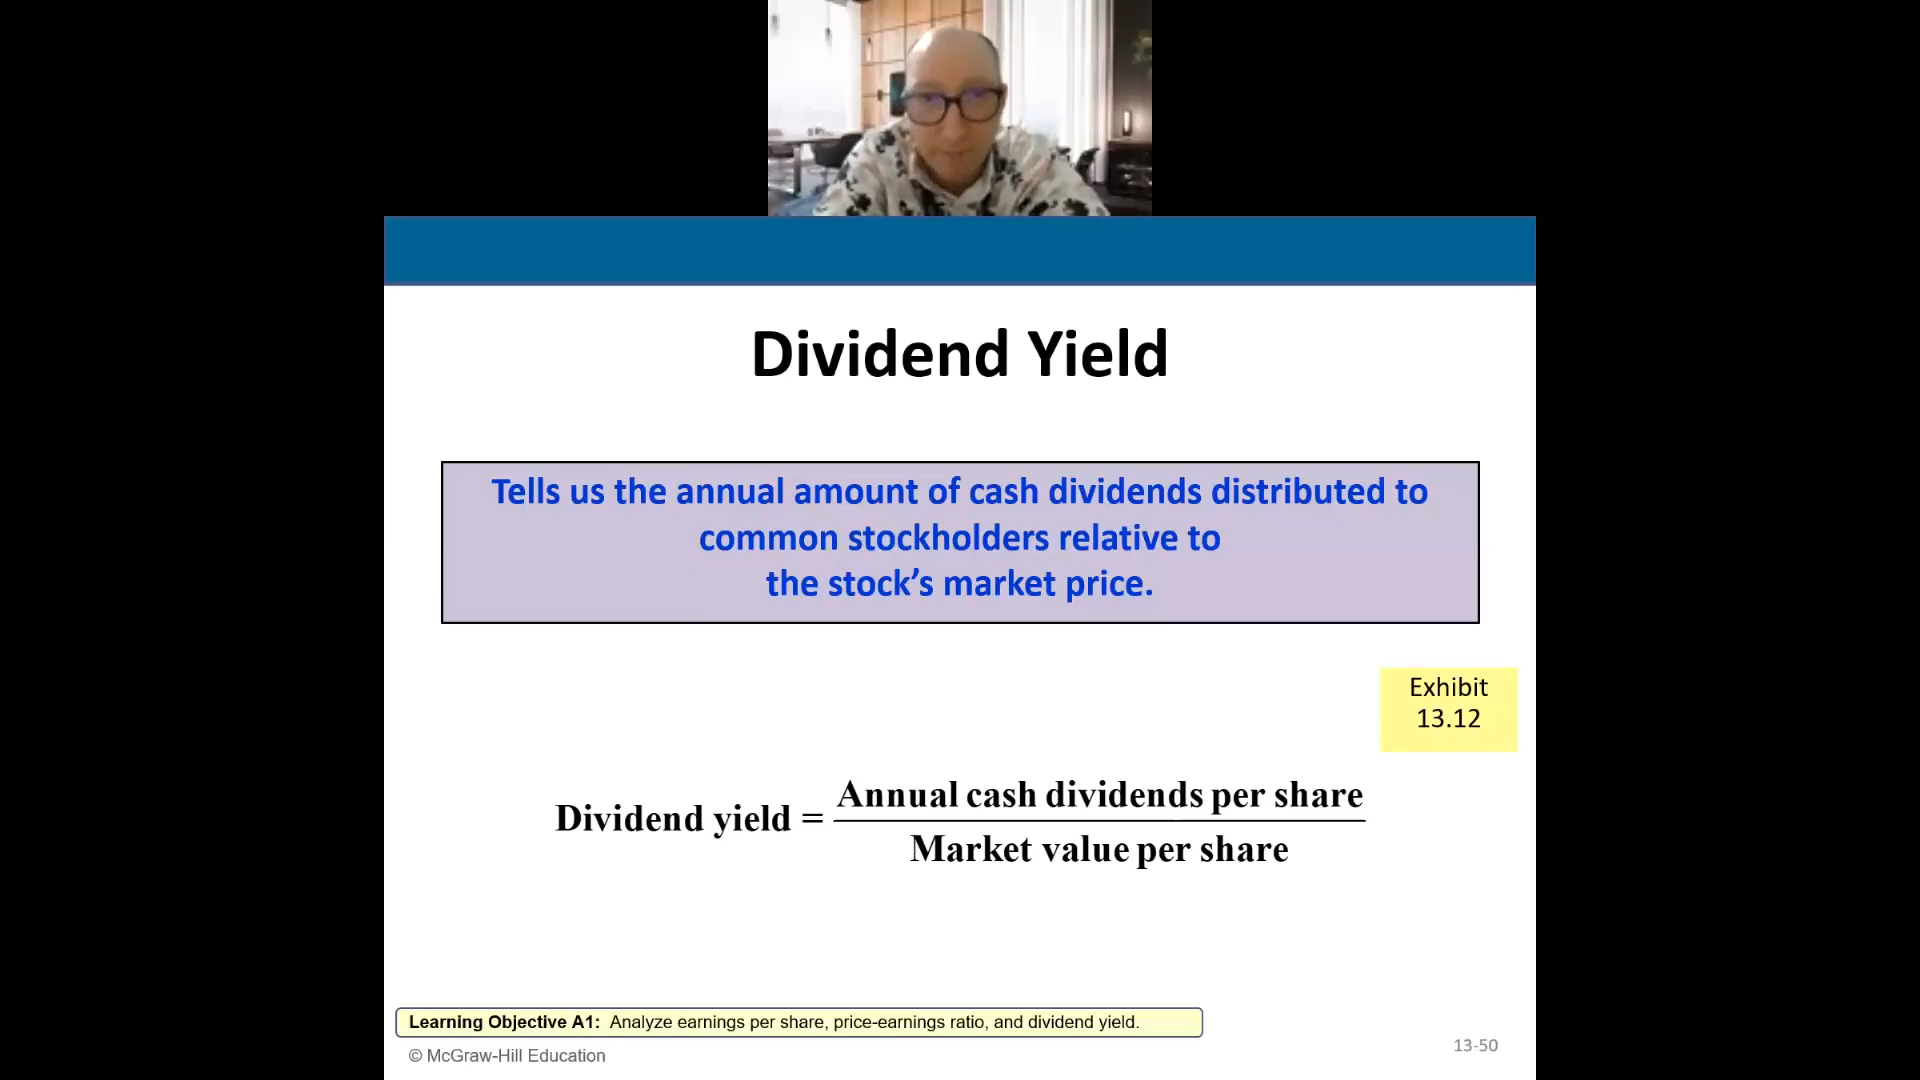 Dividend Yield
Tells us the annual amount of cash dividends distributed to
common stockholders relative to
the stock’s market price.
Exhibit
13.12
Dividend yield = Annual cash dividends per share
Market value per share
Learning Objective A1: Analyze earnings per share, price-earnings ratio, and dividend yield.
© McGraw-Hill Education
13-50